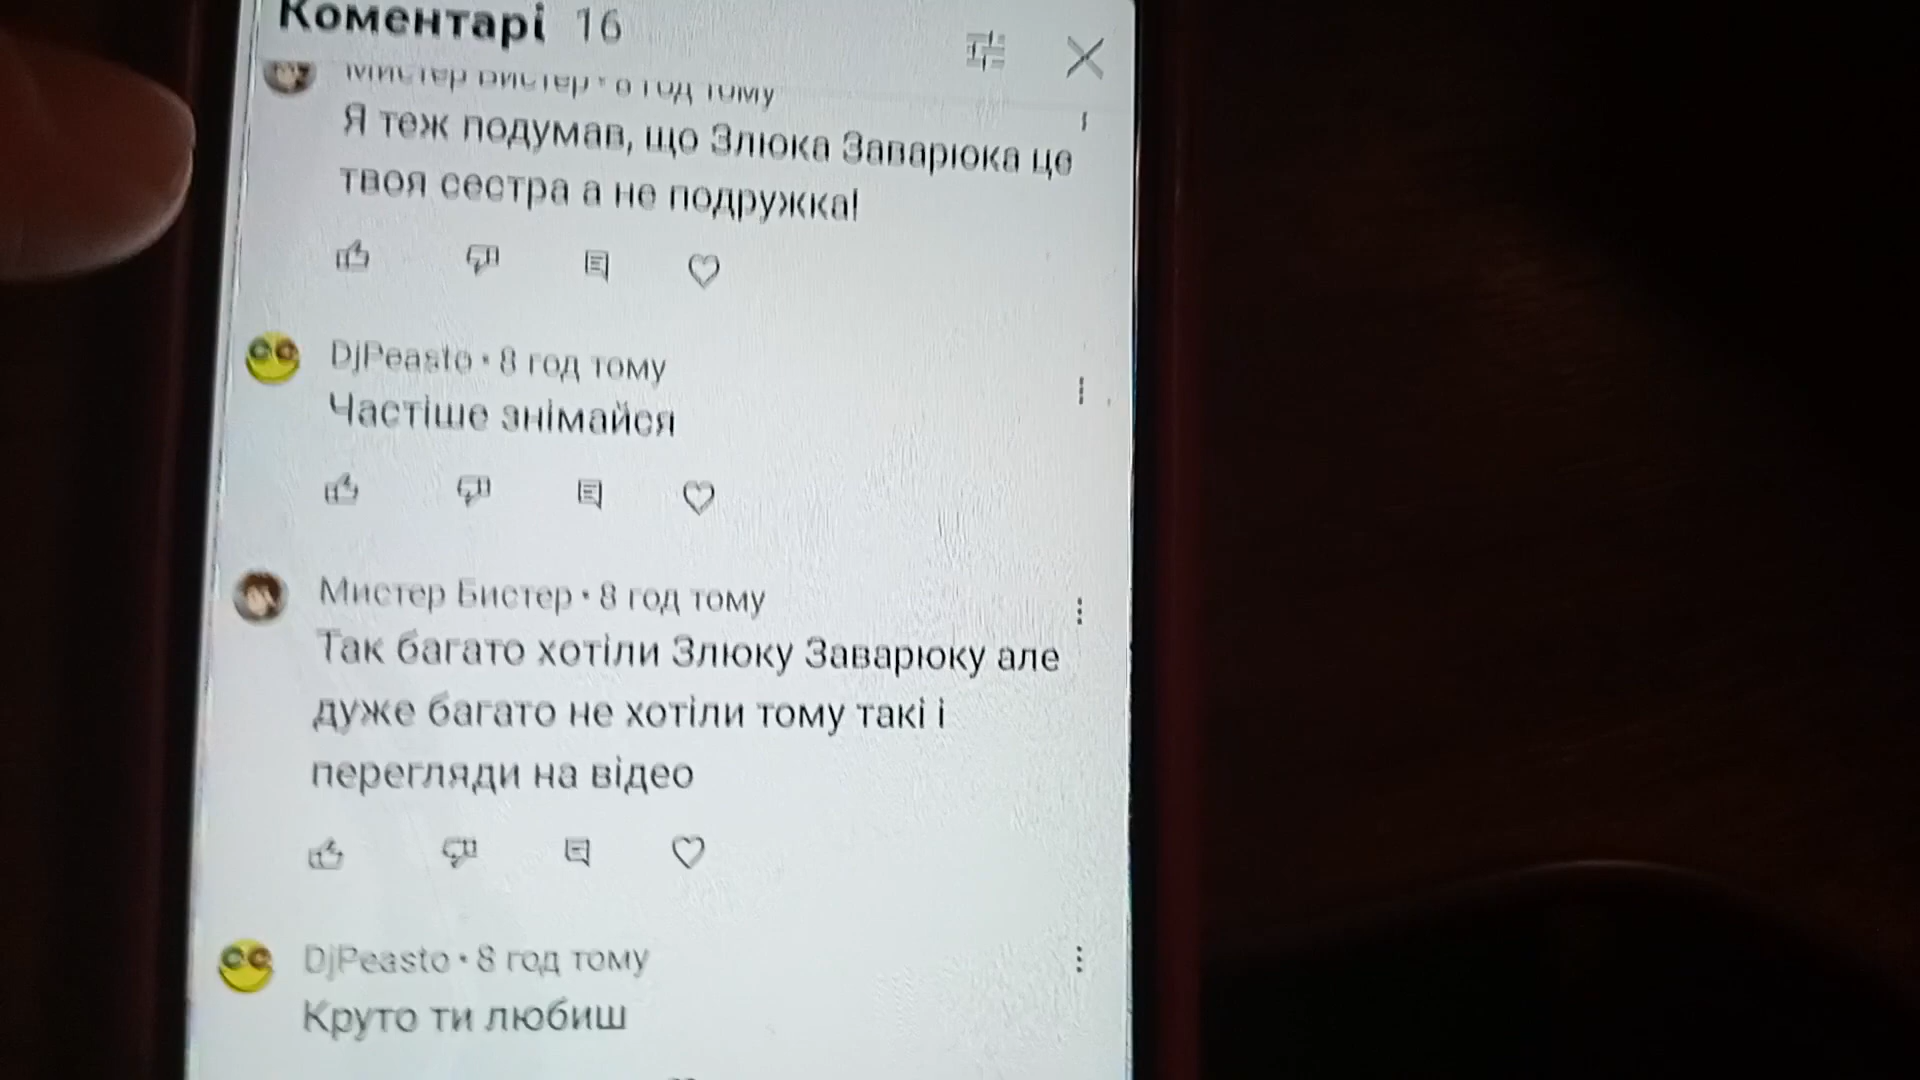 Коментарі 16
Мистер Бистер • 8 год тому
Я теж подумав, що Злюка Заварюка це
твоя сестра а не подружка!
DjPeasto • 8 год тому
Частіше знімайся
Мистер Бистер • 8 год тому
Так багато хотіли Злюку Заварюку але
дуже багато не хотіли тому такі і
перегляди на відео
DjPeasto • 8 год тому
Круто ти любиш